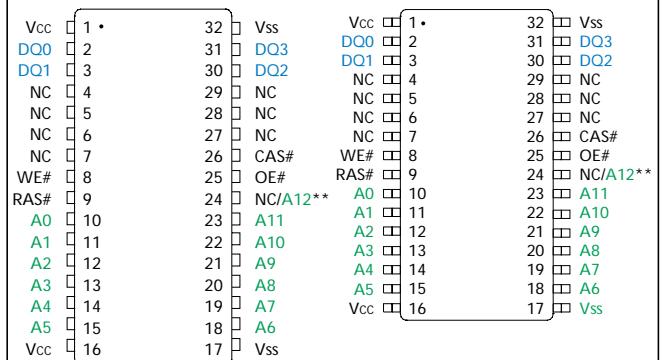 Vcc 1 • 32 Vss
DQ0 2 31 DQ3
DQ1 3 30 DQ2
NC 4 29 NC
NC 5 28 NC
NC 6 27 NC
NC 7 26 CAS#
WE# 8 25 OE#
RAS# 9 24 NC/A12**
A0 10 23 A11
A1 11 22 A10
A2 12 21 A9
A3 13 20 A8
A4 14 19 A7
A5 15 18 A6
Vcc 16 17 Vss
Vcc 1 • 32 Vss
DQ0 2 31 DQ3
DQ1 3 30 DQ2
NC 4 29 NC
NC 5 28 NC
NC 6 27 NC
NC 7 26 CAS#
WE# 8 25 OE#
RAS# 9 24 NC/A12**
A0 10 23 A11
A1 11 22 A10
A2 12 21 A9
A3 13 20 A8
A4 14 19 A7
A5 15 18 A6
Vcc 16 17 Vss